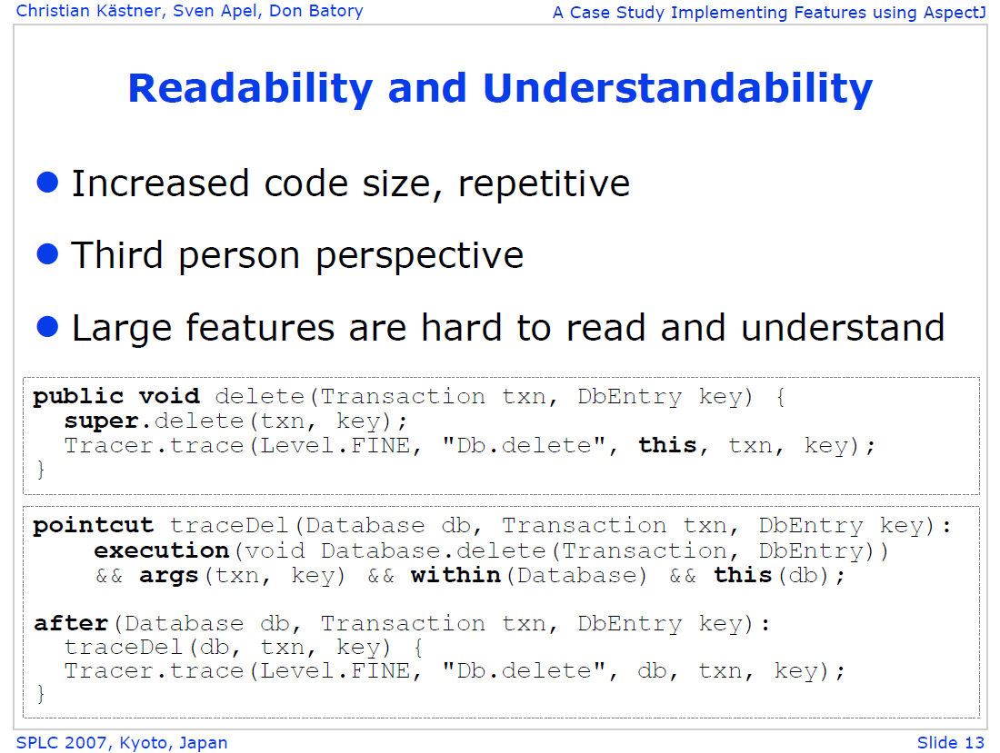 Christian Kästner, Sven Apel, Don Batory
A Case Study Implementing Features using AspectJ
Readability and Understandability
● Increased code size, repetitive
● Third person perspective
● Large features are hard to read and understand
public void delete(Transaction txn, DbEntry key) {
  super.delete(txn, key);
  Tracer.trace(Level.FINE, "Db.delete", this, txn, key);
}
pointcut traceDel(Database db, Transaction txn, DbEntry key):
    execution(void Database.delete(Transaction, DbEntry))
    && args(txn, key) && within(Database) && this(db);
after(Database db, Transaction txn, DbEntry key):
  traceDel(db, txn, key) {
  Tracer.trace(Level.FINE, "Db.delete", db, txn, key);
}
SPLC 2007, Kyoto, Japan
Slide 13